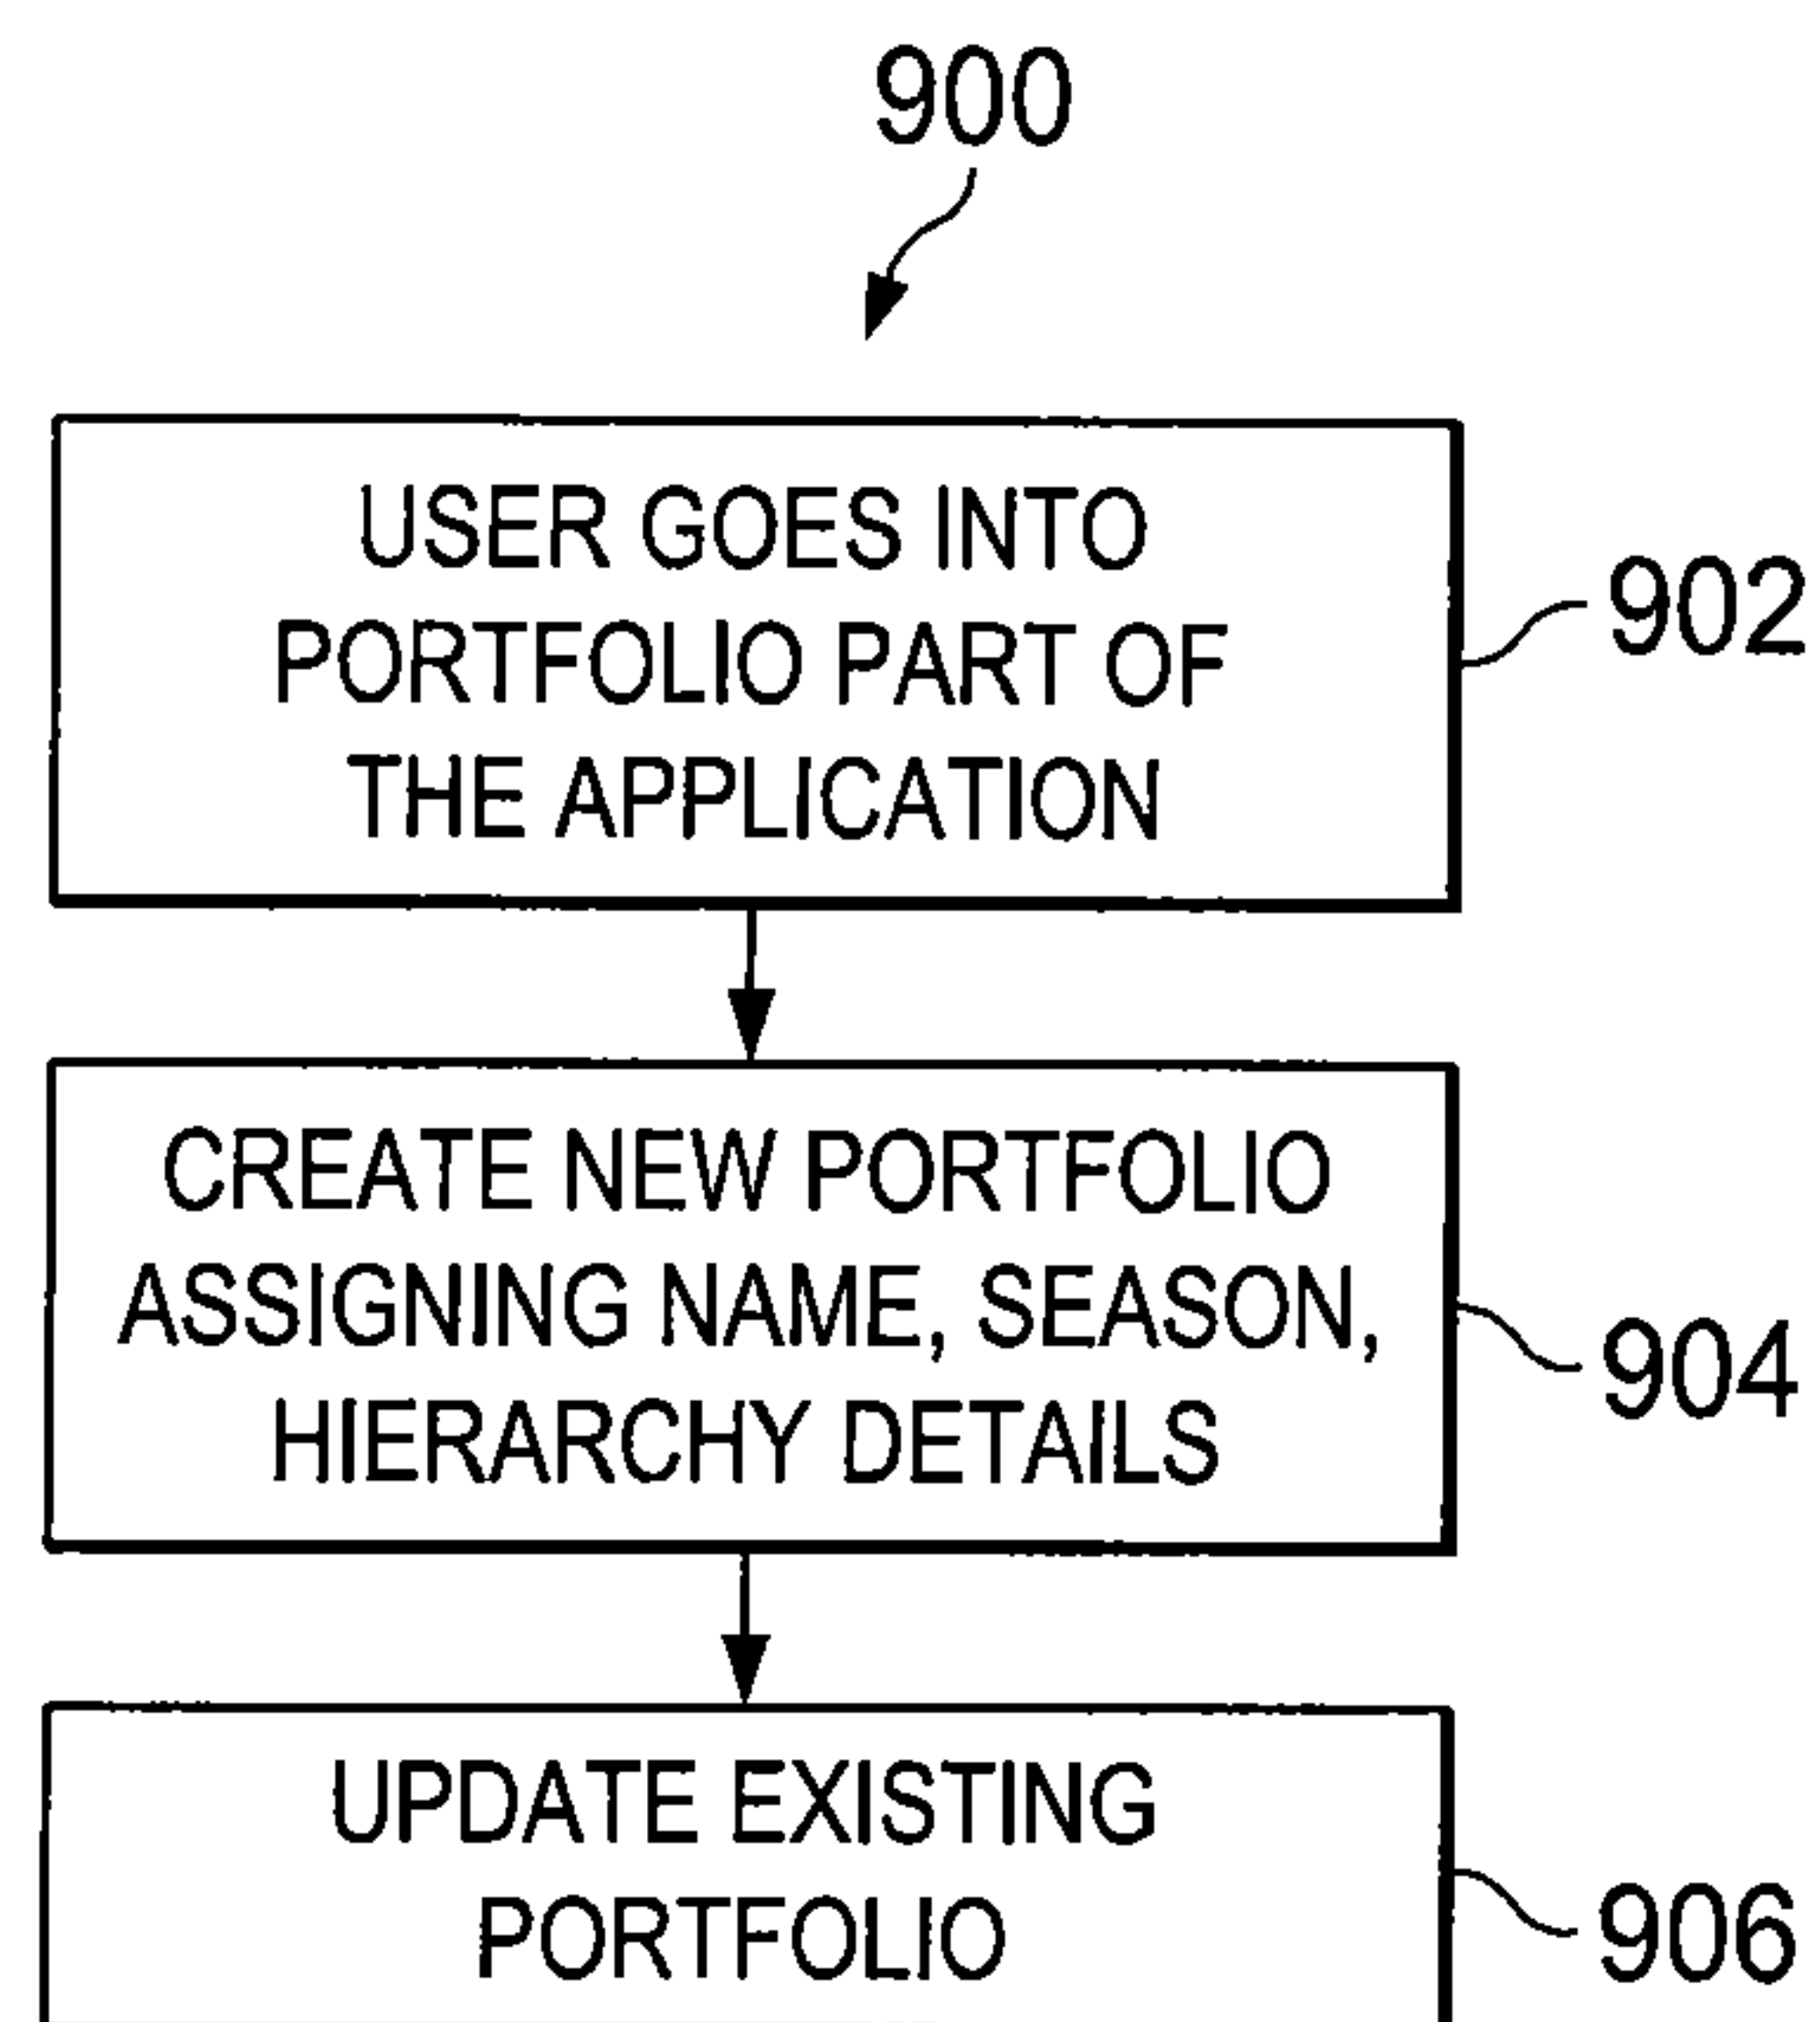 900
USER GOES INTO
PORTFOLIO PART OF
THE APPLICATION
902
CREATE NEW PORTFOLIO
ASSIGNING NAME, SEASON,
HIERARCHY DETAILS
904
UPDATE EXISTING
PORTFOLIO
906